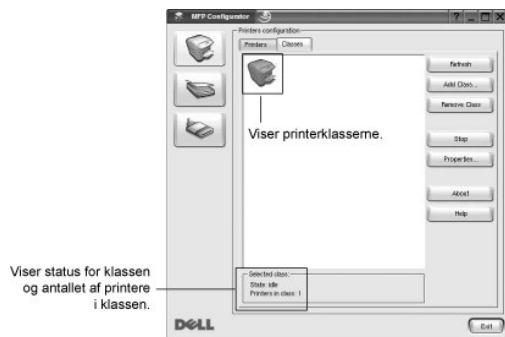 MFP Configurator
Printers configuration
Printers Classes
Refresh
Add Class...
Remove Class
Viser printerklasserne.
Stop
Properties...
About
Help
Viser status for klassen
og antallet af printere
i klassen.
Selected class:
State: idle
Printers in class: 1
DELL
Exit